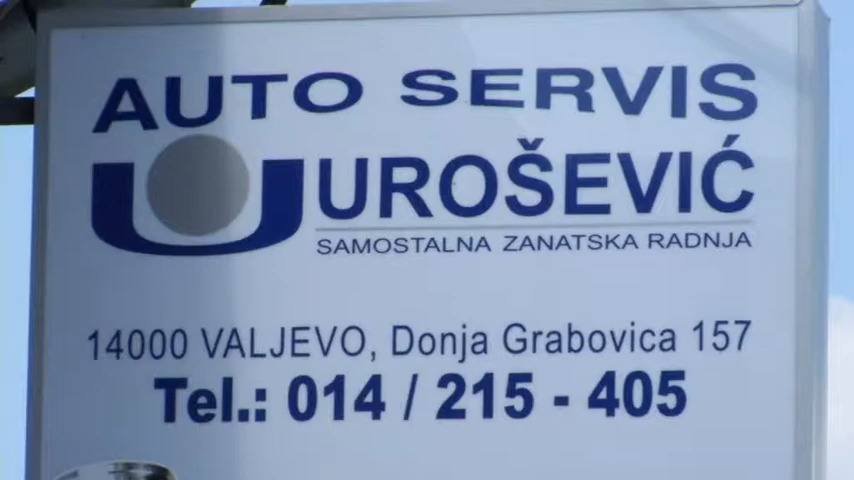 AUTO SERVIS
UROŠEVIĆ
SAMOSTALNA ZANATSKA RADNJA
14000 VALJEVO, Donja Grabovica 157
Tel.: 014 / 215 - 405